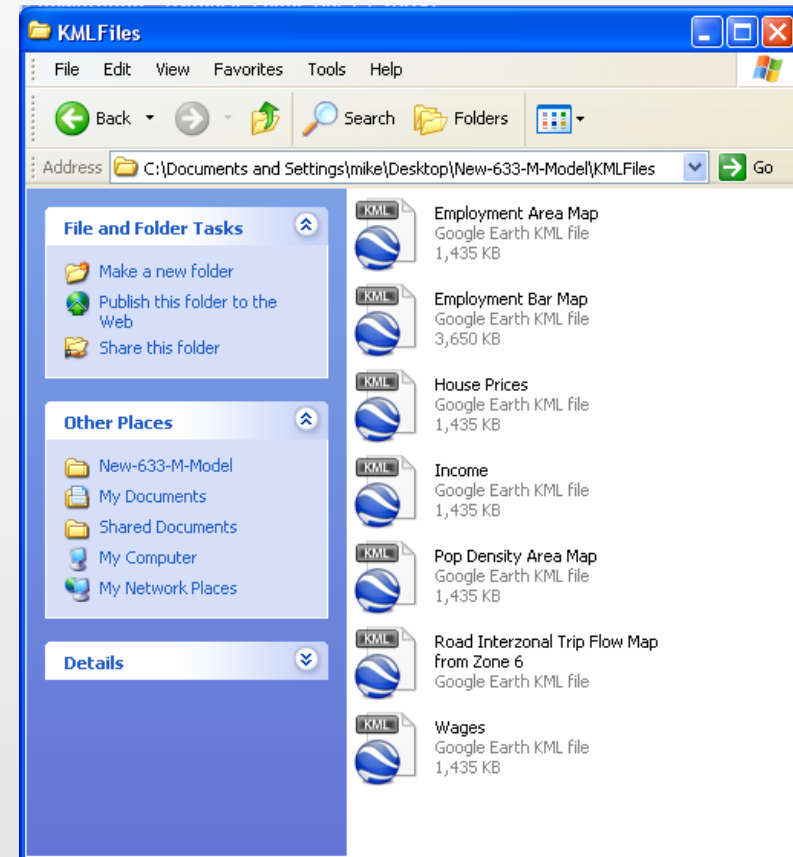 KMLFiles
File Edit View Favorites Tools Help
Back Search Folders
Address C:\Documents and Settings\mike\Desktop\New-633-M-Model\KMLFiles Go
File and Folder Tasks
Make a new folder
Publish this folder to the
Web
Share this folder
Other Places
New-633-M-Model
My Documents
Shared Documents
My Computer
My Network Places
Details
KML
Employment Area Map
Google Earth KML file
1,435 KB
KML
Employment Bar Map
Google Earth KML file
3,650 KB
KML
House Prices
Google Earth KML file
1,435 KB
KML
Income
Google Earth KML file
1,435 KB
KML
Pop Density Area Map
Google Earth KML file
1,435 KB
KML
Road Interzonal Trip Flow Map
from Zone 6
Google Earth KML file
KML
Wages
Google Earth KML file
1,435 KB